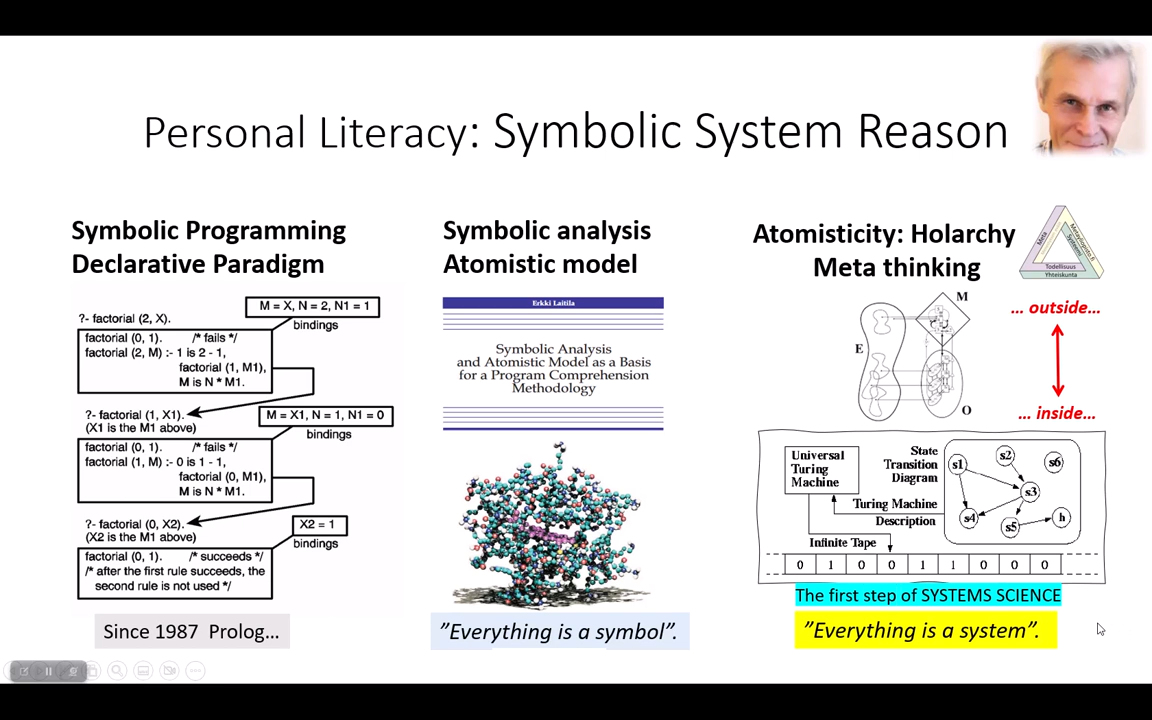 Personal Literacy: Symbolic System Reason
Symbolic Programming
Declarative Paradigm
?- factorial (2, X).
M = X, N = 2, N1 = 1
bindings
factorial (0, 1). /* fails */
factorial (2, M) :- 1 is 2 - 1,
factorial (1, M1),
M is N * M1.
?- factorial (1, X1).
(X1 is the M1 above)
M = X1, N = 1, N1 = 0
bindings
factorial (0, 1). /* fails */
factorial (1, M) :- 0 is 1 - 1,
factorial (0, M1),
M is N * M1.
?- factorial (0, X2).
(X2 is the M1 above)
X2 = 1
bindings
factorial (0, 1). /* succeeds */
/* after the first rule succeeds, the
second rule is not used */
Since 1987 Prolog...
Symbolic analysis
Atomistic model
Erkki Laitila
Symbolic Analysis
and Atomistic Model as a Basis
for a Program Comprehension
Methodology
”Everything is a symbol”.
Atomisticity: Holarchy
Meta thinking
Meta
Todellisuus
Yhteiskunta
M
E
O
... outside...
... inside...
Universal
Turing
Machine
State
Transition
Diagram
s1
s2
s6
s3
s4
s5
h
Turing Machine
Description
Infinite Tape
0 1 0 0 1 1 0 0 0
The first step of SYSTEMS SCIENCE
”Everything is a system”.